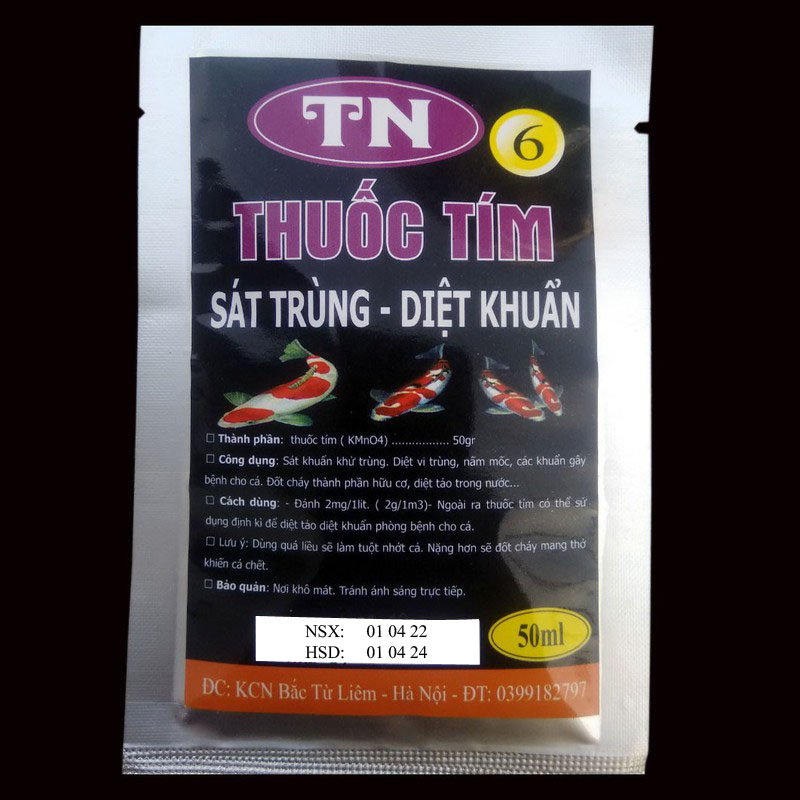 TN
6
THUỐC TÍM
SÁT TRÙNG - DIỆT KHUẨN
☐ Thành phần: thuốc tím ( KMnO4) ................. 50gr
☐ Công dụng: Sát khuẩn khử trùng. Diệt vi trùng, nấm mốc, các khuẩn gây
bệnh cho cá. Đốt cháy thành phần hữu cơ, diệt tảo trong nước...
☐ Cách dùng: - Đánh 2mg/1lit. ( 2g/1m3)- Ngoài ra thuốc tím có thể sử
dụng định kì để diệt tảo diệt khuẩn phòng bệnh cho cá.
☐ Lưu ý: Dùng quá liều sẽ làm tuột nhớt cá. Nặng hơn sẽ đốt cháy mang thở
khiến cá chết.
☐ Bảo quản: Nơi khô mát. Tránh ánh sáng trực tiếp.
NSX: 01 04 22
HSD: 01 04 24
50ml
ĐC: KCN Bắc Từ Liêm - Hà Nội - ĐT: 0399182797